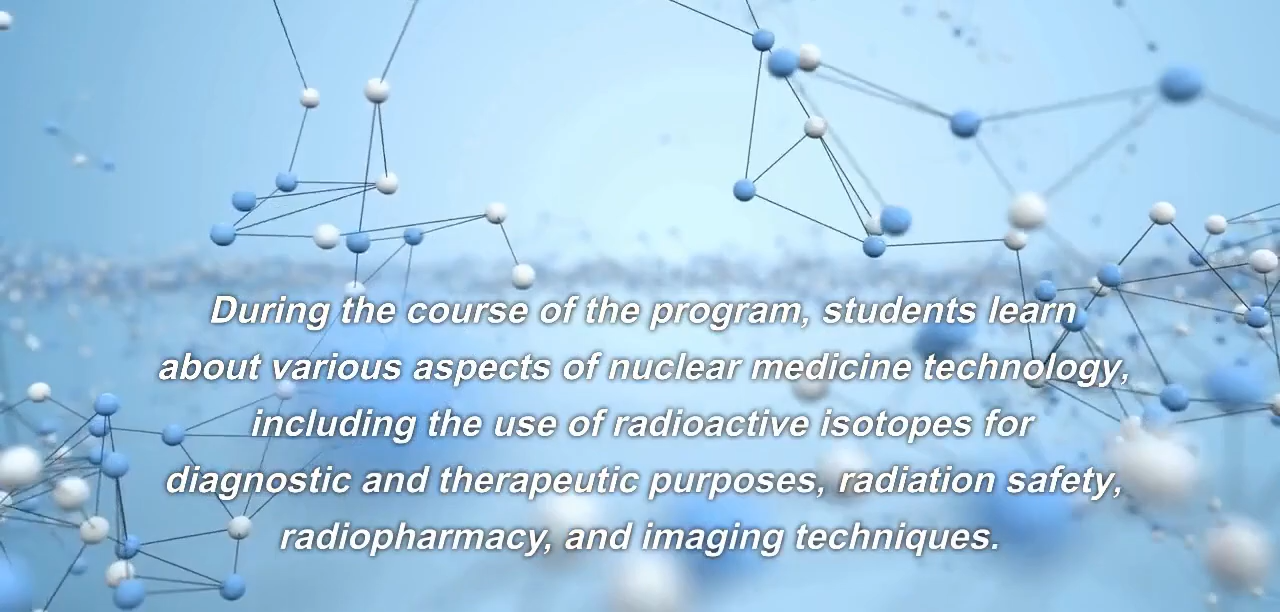 During the course of the program, students learn
about various aspects of nuclear medicine technology,
including the use of radioactive isotopes for
diagnostic and therapeutic purposes, radiation safety,
radiopharmacy, and imaging techniques.